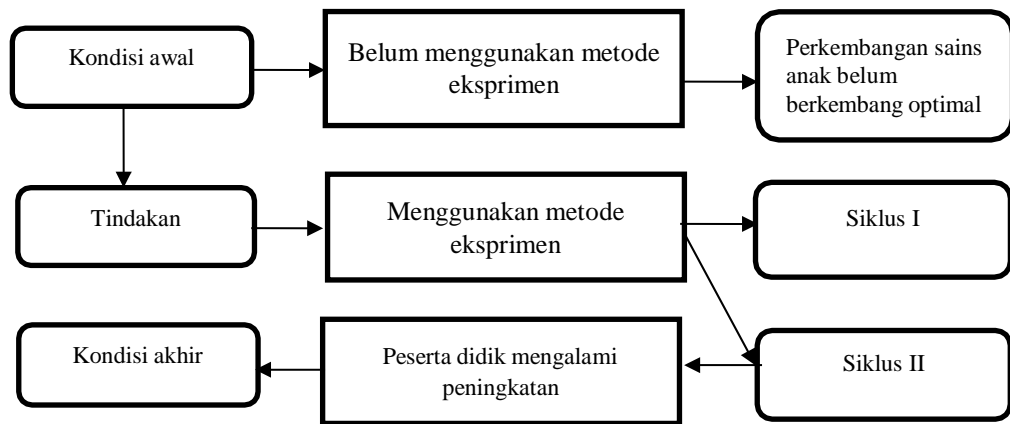 Kondisi awal
Belum menggunakan metode
eksprimen
Perkembangan sains
anak belum
berkembang optimal
Tindakan
Menggunakan metode
eksprimen
Siklus I
Kondisi akhir
Peserta didik mengalami
peningkatan
Siklus II